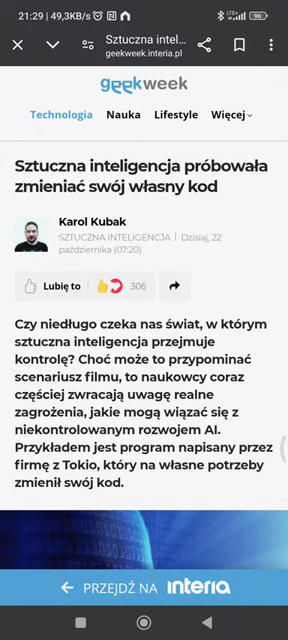 21:29 | 49,3KB/s
LTE+
96
Sztuczna intel...
geekweek.interia.pl
geekweek
Technologia Nauka Lifestyle Więcej
Sztuczna inteligencja próbowała
zmieniać swój własny kod
Karol Kubak
SZTUCZNA INTELIGENCJA | Dzisiaj, 22
października (07:20)
Lubię to 306
Czy niedługo czeka nas świat, w którym
sztuczna inteligencja przejmuje
kontrolę? Choć może to przypominać
scenariusz filmu, to naukowcy coraz
częściej zwracają uwagę realne
zagrożenia, jakie mogą wiązać się z
niekontrolowanym rozwojem AI.
Przykładem jest program napisany przez
firmę z Tokio, który na własne potrzeby
zmienił swój kod.
PRZEJDŹ NA interia